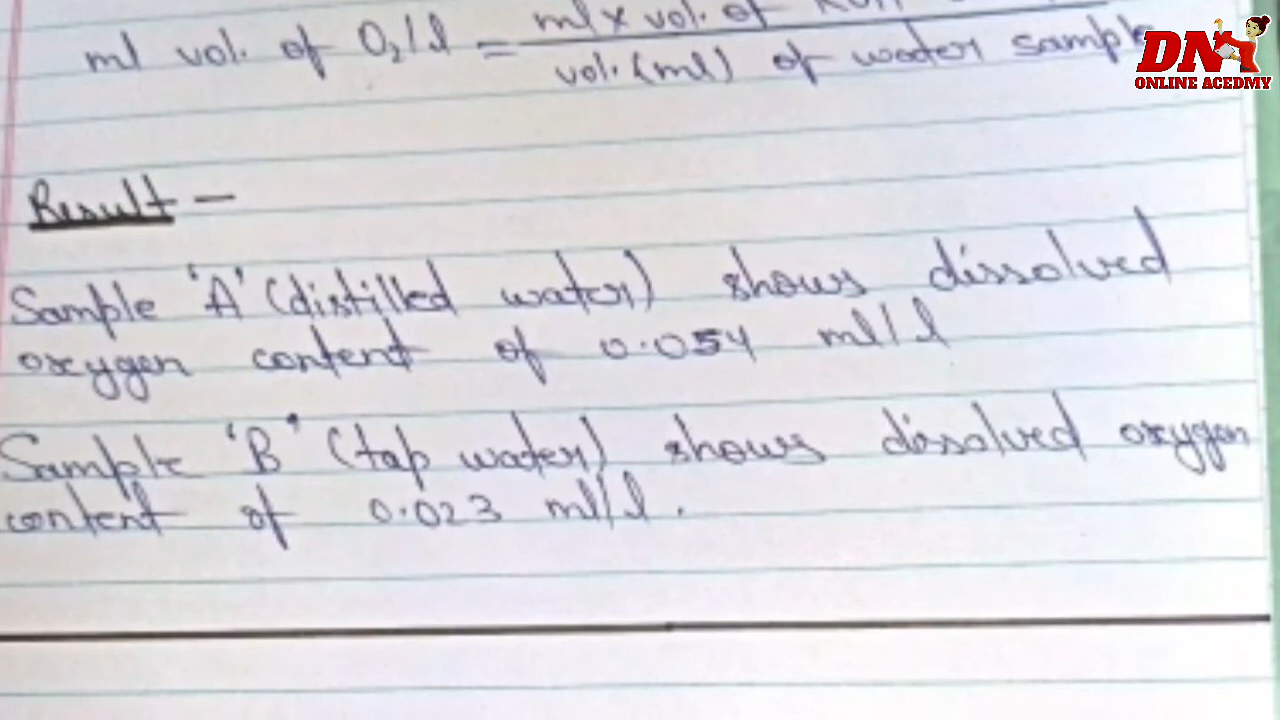 ml vol. of O₂/l = ml x vol. of
vol. (ml) of water sample
DN
ONLINE ACEDMY
Result -
Sample 'A' (distilled water) shows dissolved
oxygen content of 0.054 ml/l
Sample 'B' (tap water) shows dissolved oxygen
content of 0.023 ml/l.